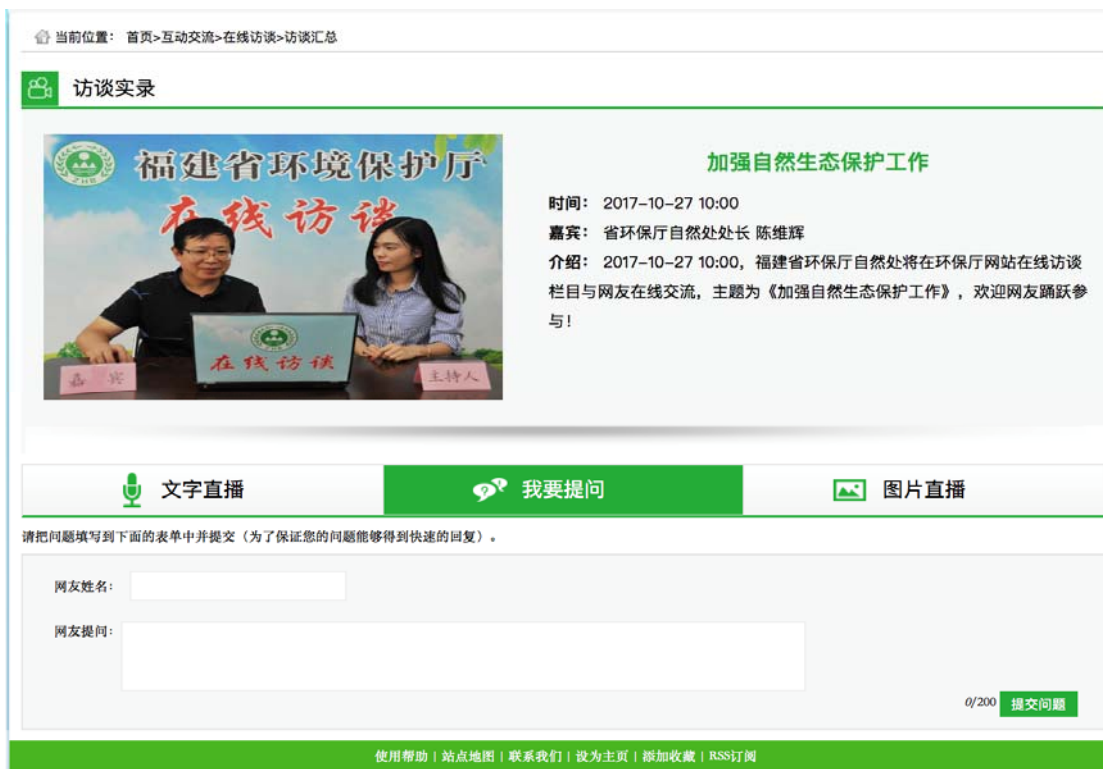 当前位置： 首页>互动交流>在线访谈>访谈汇总
访谈实录
福建省环境保护厅
在线访谈
在线访谈
嘉 宾
主持人
加强自然生态保护工作
时间： 2017-10-27 10:00
嘉宾： 省环保厅自然处处长 陈维辉
介绍： 2017-10-27 10:00，福建省环保厅自然处将在环保厅网站在线访谈
栏目与网友在线交流，主题为《加强自然生态保护工作》，欢迎网友踊跃参
与！
文字直播
我要提问
图片直播
请把问题填写到下面的表单中并提交（为了保证您的问题能够得到快速的回复）。
网友姓名：
网友提问：
0/200 提交问题
使用帮助 | 站点地图 | 联系我们 | 设为主页 | 添加收藏 | RSS订阅